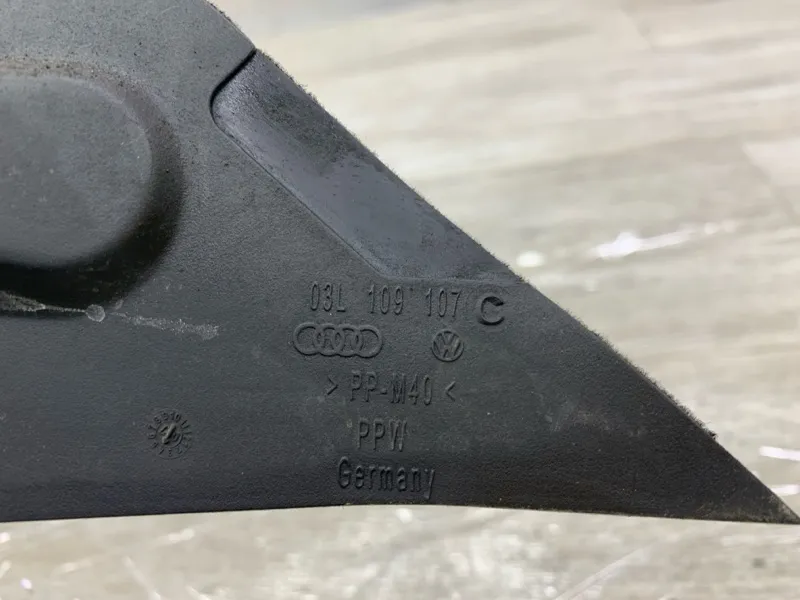 03L 109 107 C
> PP-M40 <
PPW
Germany